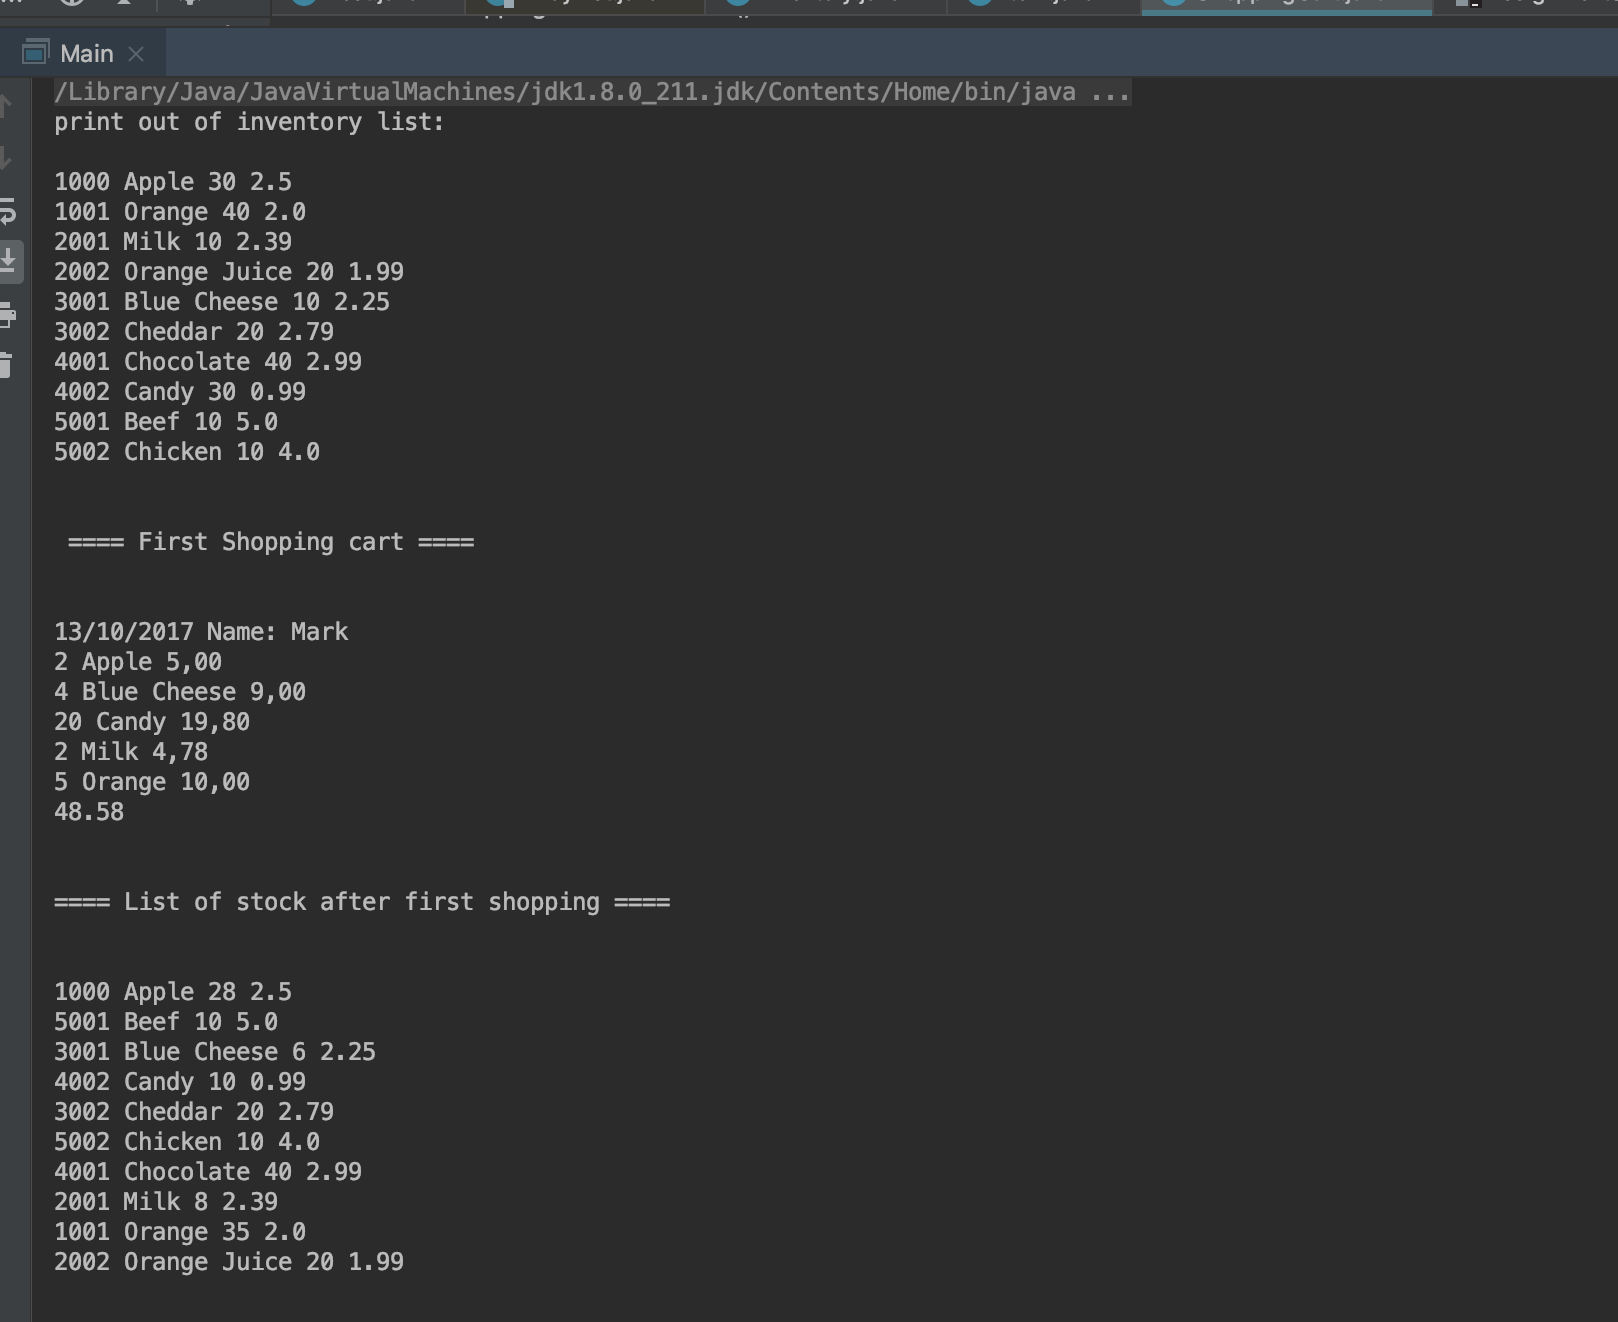 Main
/Library/Java/JavaVirtualMachines/jdk1.8.0_211.jdk/Contents/Home/bin/java ...
print out of inventory list:
1000 Apple 30 2.5
1001 Orange 40 2.0
2001 Milk 10 2.39
2002 Orange Juice 20 1.99
3001 Blue Cheese 10 2.25
3002 Cheddar 20 2.79
4001 Chocolate 40 2.99
4002 Candy 30 0.99
5001 Beef 10 5.0
5002 Chicken 10 4.0
==== First Shopping cart ====
13/10/2017 Name: Mark
2 Apple 5,00
4 Blue Cheese 9,00
20 Candy 19,80
2 Milk 4,78
5 Orange 10,00
48.58
==== List of stock after first shopping ====
1000 Apple 28 2.5
5001 Beef 10 5.0
3001 Blue Cheese 6 2.25
4002 Candy 10 0.99
3002 Cheddar 20 2.79
5002 Chicken 10 4.0
4001 Chocolate 40 2.99
2001 Milk 8 2.39
1001 Orange 35 2.0
2002 Orange Juice 20 1.99